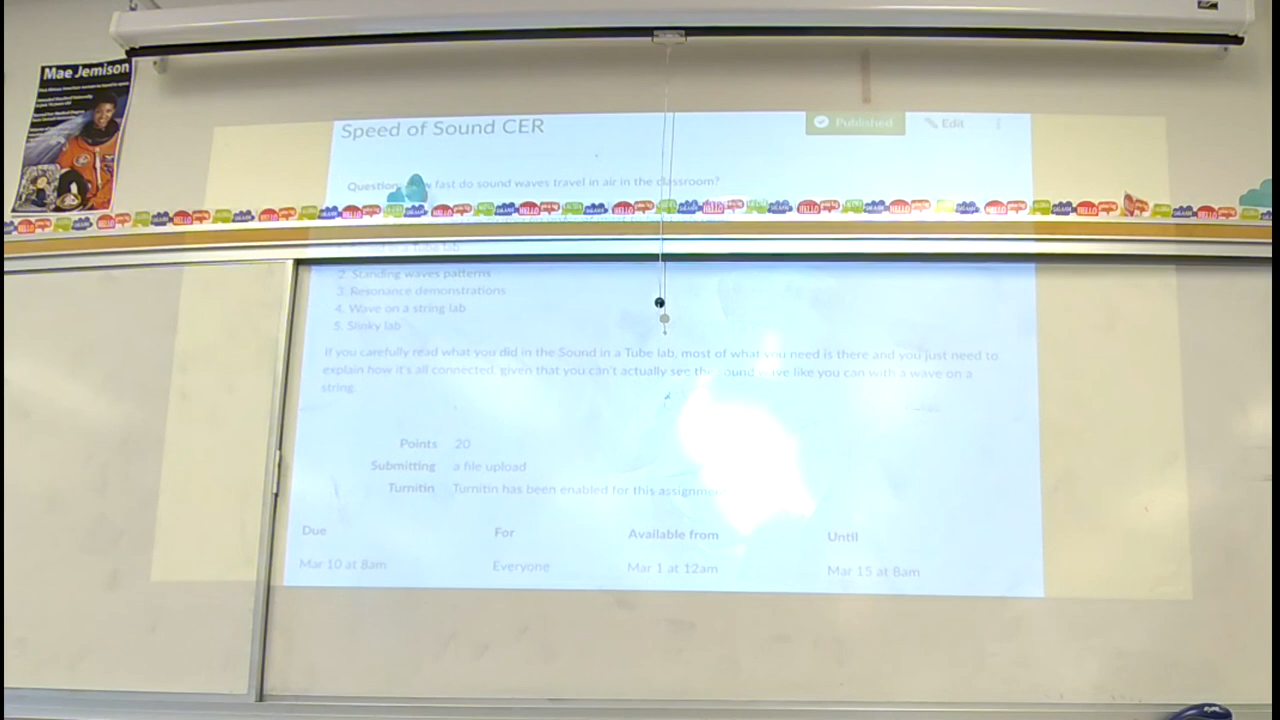 Mae Jemison
Speed of Sound CER
Published
Edit
Question: fast do sound waves travel in air in the classroom?
HELLO
a Tube lab
2. Standing waves patterns
3. Resonance demonstrations
4. Wave on a string lab
5. Slinky lab
If you carefully read what you did in the Sound in a Tube lab, most of what you need is there and you just need to
explain how it's all connected, given that you can't actually see the sound wave like you can with a wave on a
string.
Points 20
Submitting a file upload
Turnitin Turnitin has been enabled for this assignment
Due For Available from Until
Mar 10 at 8am Everyone Mar 1 at 12am Mar 15 at 8am